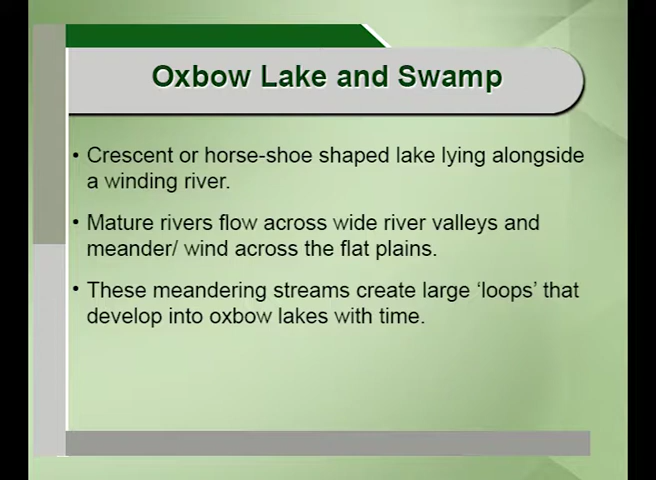 Oxbow Lake and Swamp
• Crescent or horse-shoe shaped lake lying alongside
a winding river.
• Mature rivers flow across wide river valleys and
meander/ wind across the flat plains.
• These meandering streams create large ‘loops’ that
develop into oxbow lakes with time.